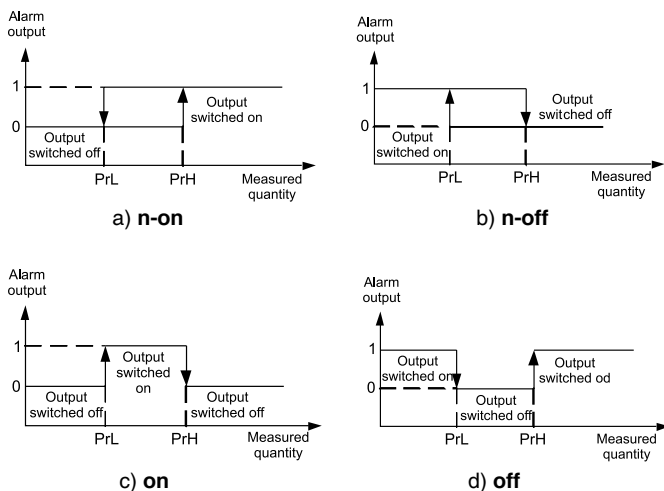 Alarm
output
1
0
Output
switched on
Output
switched off
PrL
PrH
Measured
quantity
a) n-on
Alarm
output
1
0
Output
switched off
Output
switched on
PrL
PrH
Measured
quantity
b) n-off
Alarm
output
1
0
Output
switched
on
Output
switched off
Output
switched off
PrL
PrH
Measured
quantity
c) on
Alarm
output
1
0
Output
switched on
Output
switched od
Output
switched off
PrL
PrH
Measured
quantity
d) off